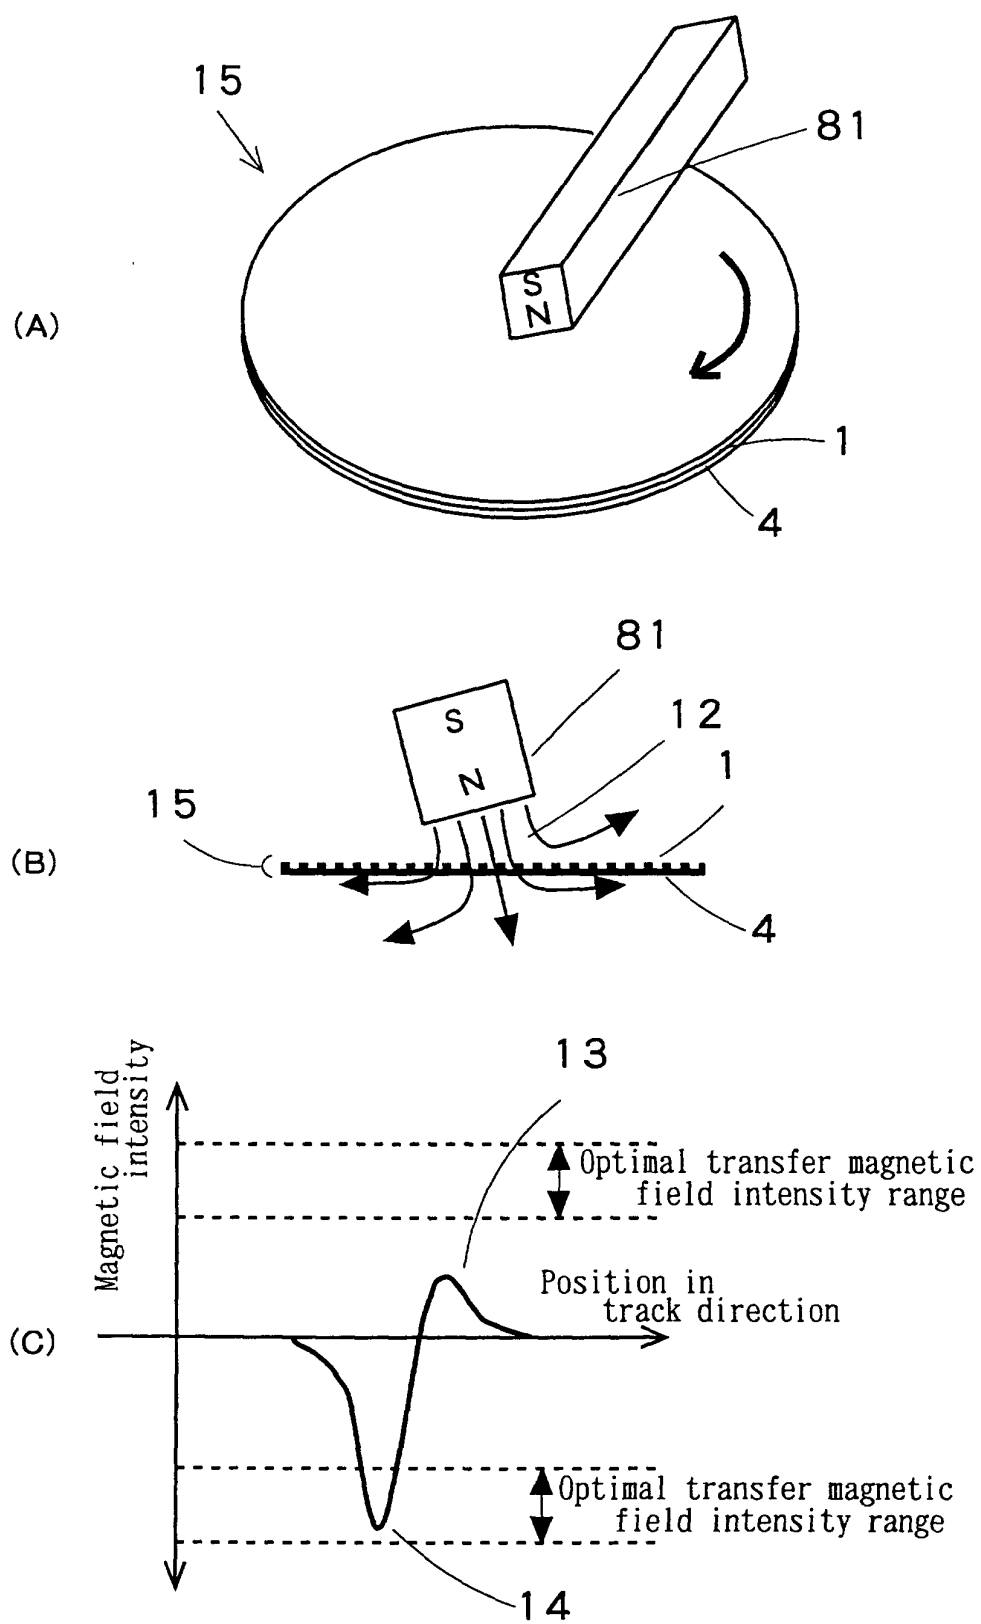 15
81
S
N
(A)
1
4
81
S
12
N
1
15
(B)
4
13
Magnetic field
intensity
Optimal transfer magnetic
field intensity range
Position in
track direction
(C)
Optimal transfer magnetic
field intensity range
14